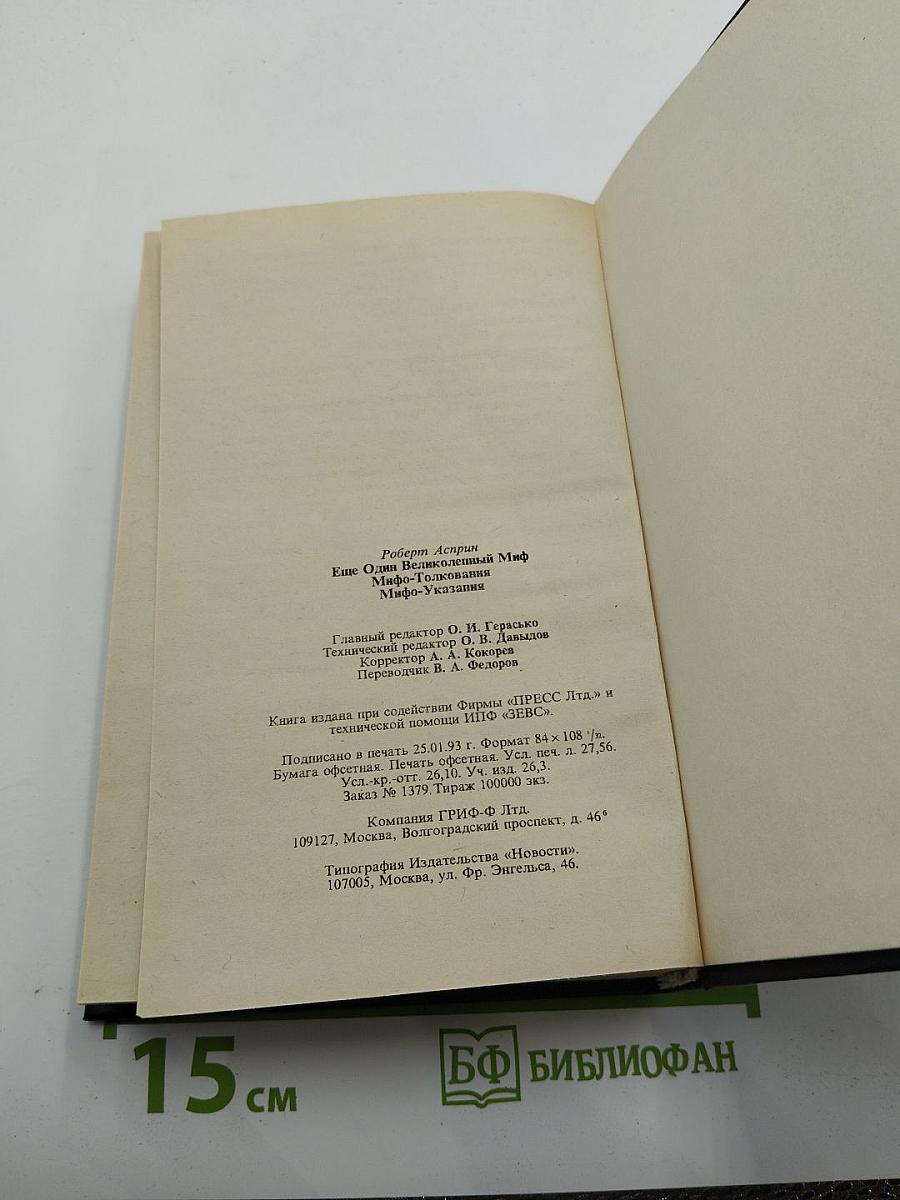 Роберт Асприн
Еще Один Великолепный Миф
Мифо-Толкования
Мифо-Указания
Главный редактор О. И. Герасько
Технический редактор О. В. Давыдов
Корректор А. А. Кокорев
Переводчик В. А. Федоров
Книга издана при содействии Фирмы «ПРЕСС Лтд.» и
технической помощи ИПФ «ЗЕВС».
Подписано в печать 25.01.93 г. Формат 84 × 108 ¹/₃₂.
Бумага офсетная. Печать офсетная. Усл. печ. л. 27,56.
Усл.-кр.-отт. 26,10. Уч. изд. 26,3.
Заказ № 1379. Тираж 100000 экз.
Компания ГРИФ-Ф Лтд.
109127, Москва, Волгоградский проспект, д. 46⁶
Типография Издательства «Новости».
107005, Москва, ул. Фр. Энгельса, 46.
15 см
БФ БИБЛИОФАН